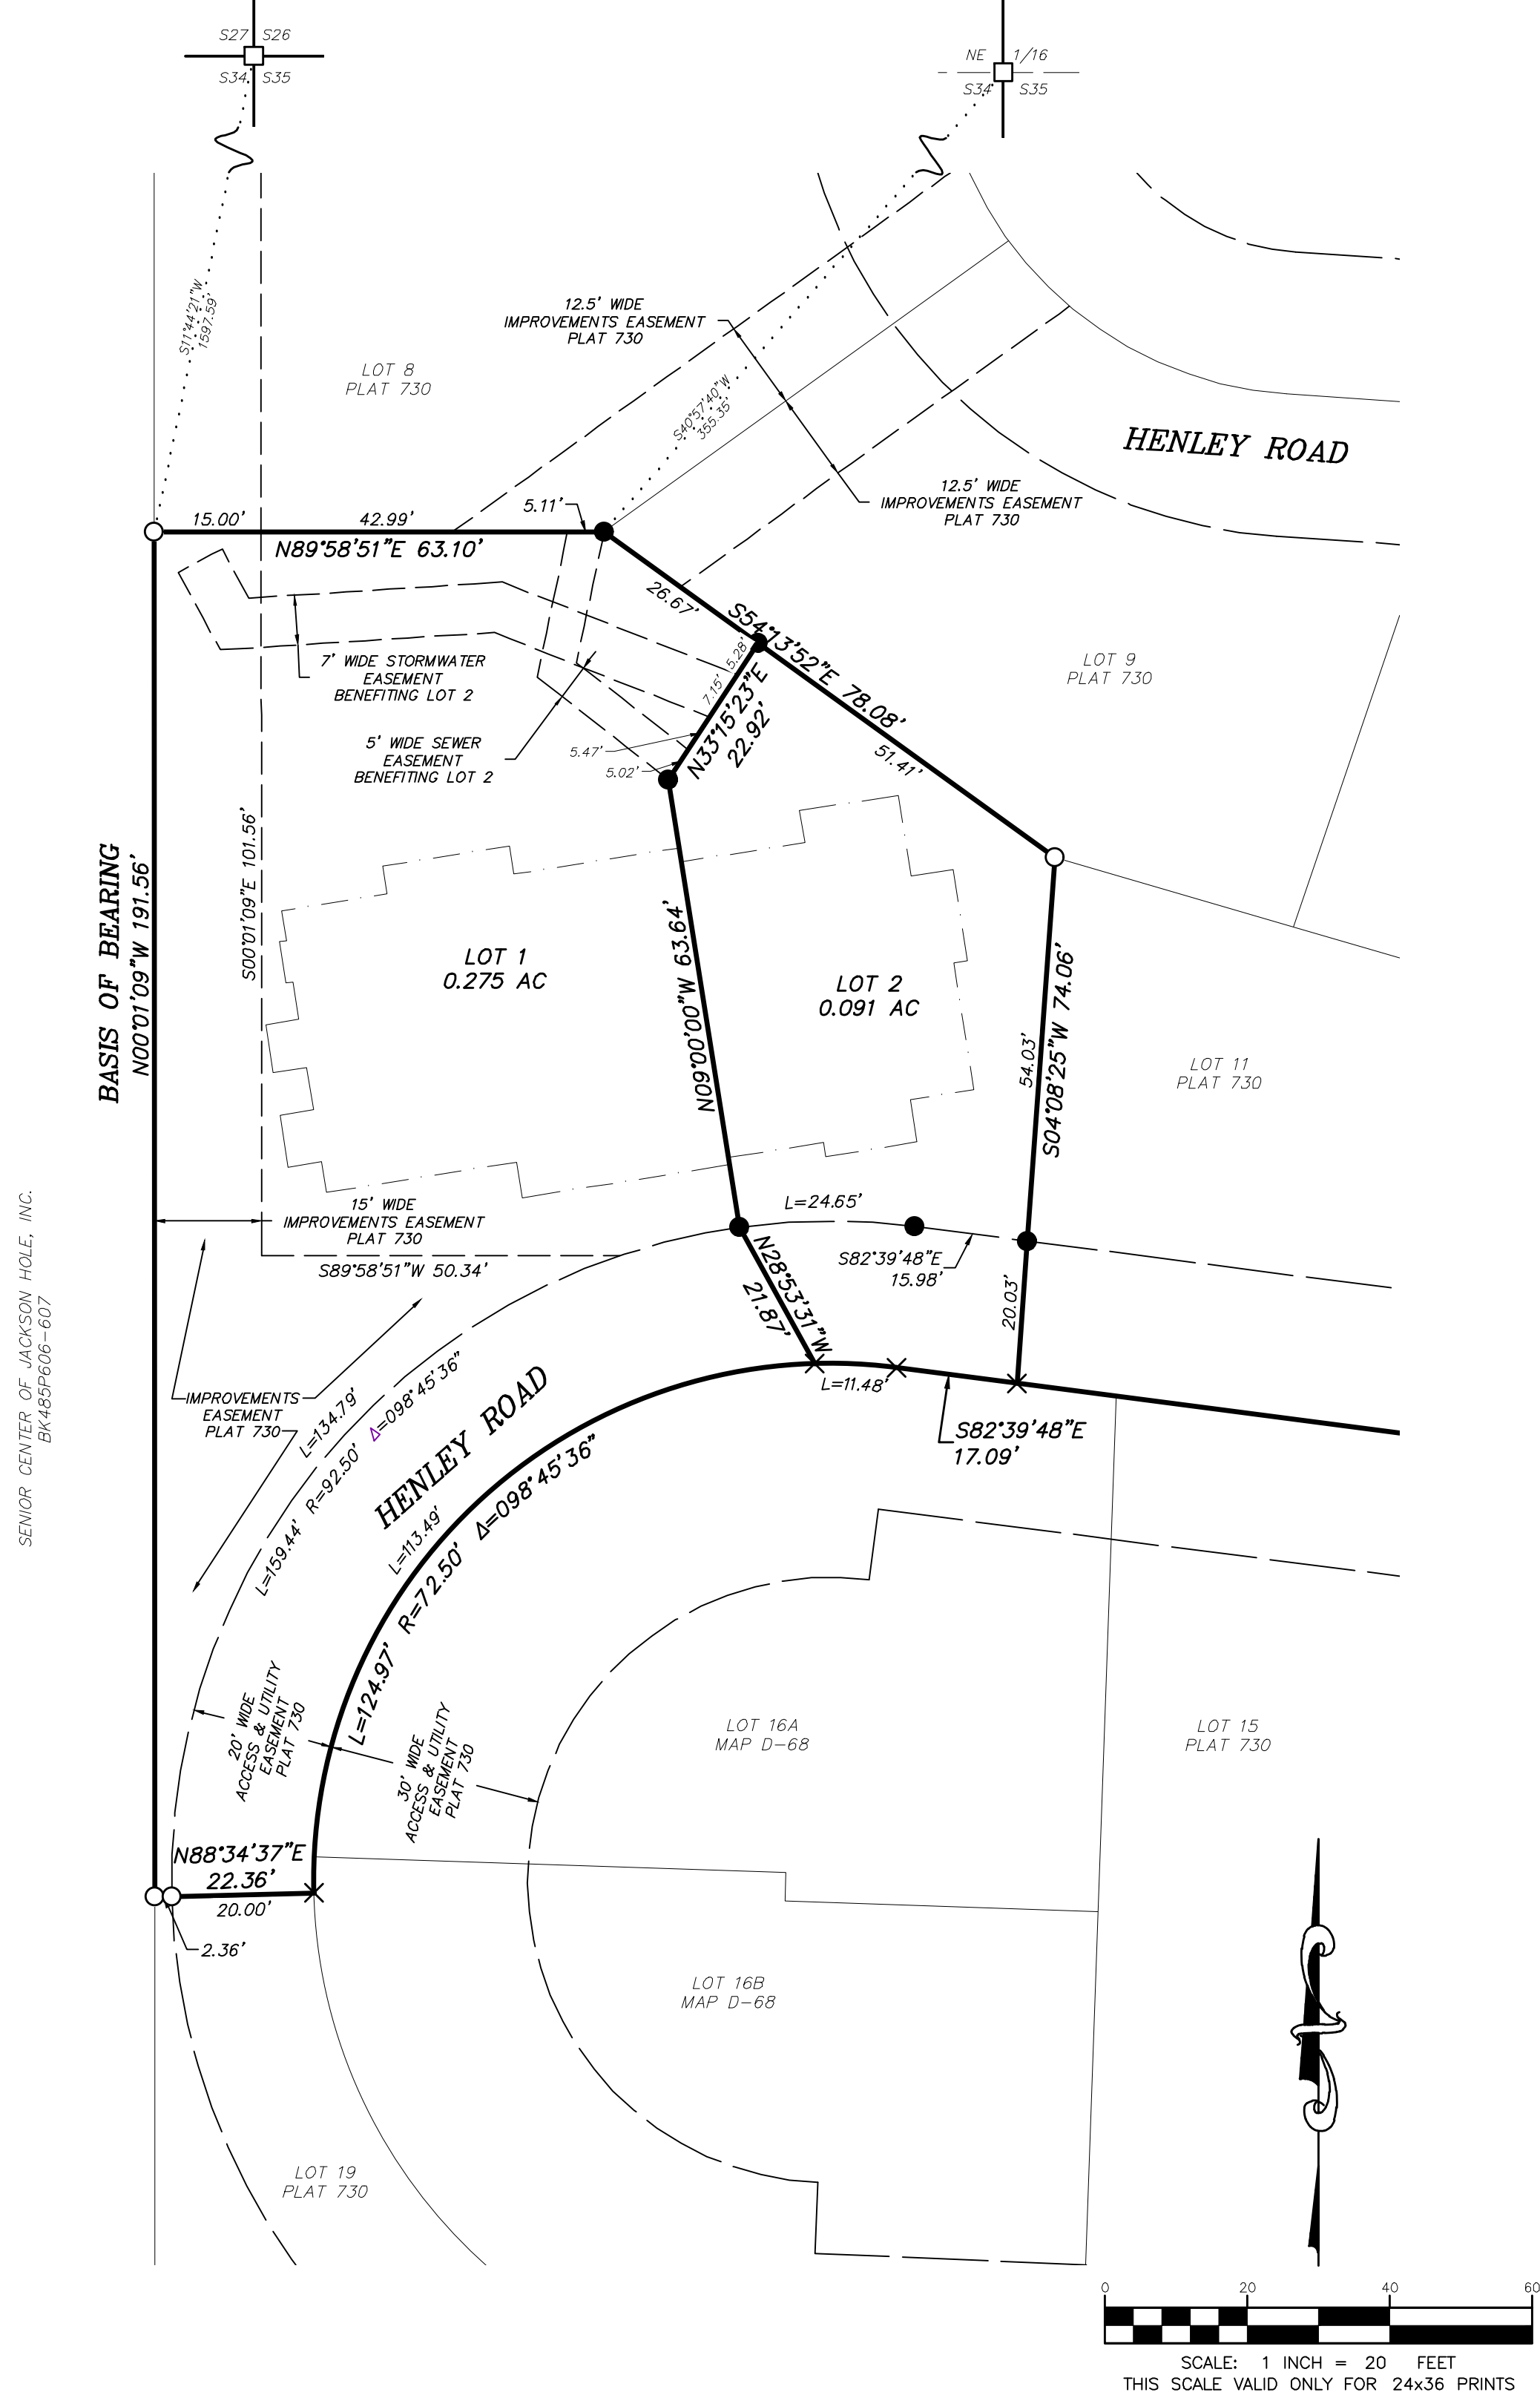 S27 S26
S34 S35
NE 1/16
S34 S35
S11°44'21"W
1597.59'
LOT 8
PLAT 730
12.5' WIDE
IMPROVEMENTS EASEMENT
PLAT 730
S40°57'40"W
355.35'
HENLEY ROAD
12.5' WIDE
IMPROVEMENTS EASEMENT
PLAT 730
15.00'
42.99'
5.11'
N89°58'51"E 63.10'
26.67'
S54°13'52"E 78.08'
51.41'
LOT 9
PLAT 730
7' WIDE STORMWATER
EASEMENT
BENEFITING LOT 2
5.28'
7.15'
N33°15'23"E
22.92'
5' WIDE SEWER
EASEMENT
BENEFITING LOT 2
5.47'
5.02'
BASIS OF BEARING
N00°01'09"W 191.56'
S00°01'09"E 101.56'
LOT 1
0.275 AC
N09°00'00"W 63.64'
LOT 2
0.091 AC
54.03'
S04°08'25"W 74.06'
LOT 11
PLAT 730
15' WIDE
IMPROVEMENTS EASEMENT
PLAT 730
S89°58'51"W 50.34'
L=24.65'
S82°39'48"E
15.98'
N28°53'31"W
21.87'
20.03'
SENIOR CENTER OF JACKSON HOLE, INC.
BK485P606-607
IMPROVEMENTS
EASEMENT
PLAT 730
L=134.79'
L=159.44' R=92.50' Δ=098°45'36"
HENLEY ROAD
L=113.49'
L=124.97' R=72.50' Δ=098°45'36"
L=11.48'
S82°39'48"E
17.09'
20' WIDE
ACCESS & UTILITY
EASEMENT
PLAT 730
30' WIDE
ACCESS & UTILITY
EASEMENT
PLAT 730
LOT 16A
MAP D-68
LOT 15
PLAT 730
N88°34'37"E
22.36'
20.00'
2.36'
LOT 16B
MAP D-68
LOT 19
PLAT 730
0 20 40 60
SCALE: 1 INCH = 20 FEET
THIS SCALE VALID ONLY FOR 24x36 PRINTS